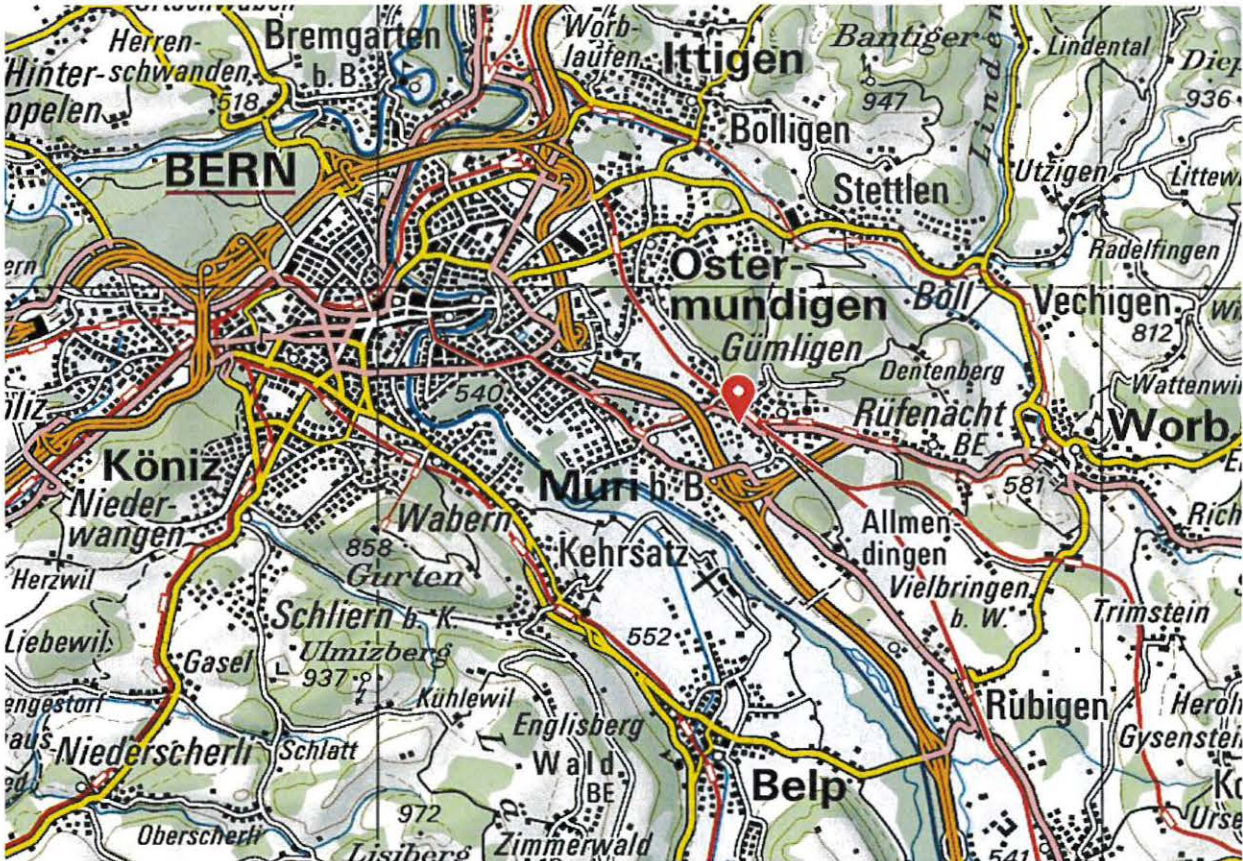 Herren-
schwanden
518
Bremgarten
b. B.
Worb-
laufen
Ittigen
Bantiger
947
Lindental
936
Hinter-
ppelen
BERN
Bolligen
Stettlen
Utzigen
Radelfingen
Oster-
mundigen
Boll
Vechigen
812
Gümligen
Dentenberg
540
Rüfenacht
BE
Worb
581
Köniz
Nieder-
wangen
Muri b. B.
Wabern
858
Gurten
Kehrsatz
Allmen-
dingen
Vielbringen
b. W.
Herzwil
Schliern b. K.
552
Trimstein
Ulmizberg
937
Gasel
Kühlewil
Rubigen
Englisberg
Niederscherli
Schlatt
Wald
BE
Belp
972
Oberscherli
Zimmerwald
541